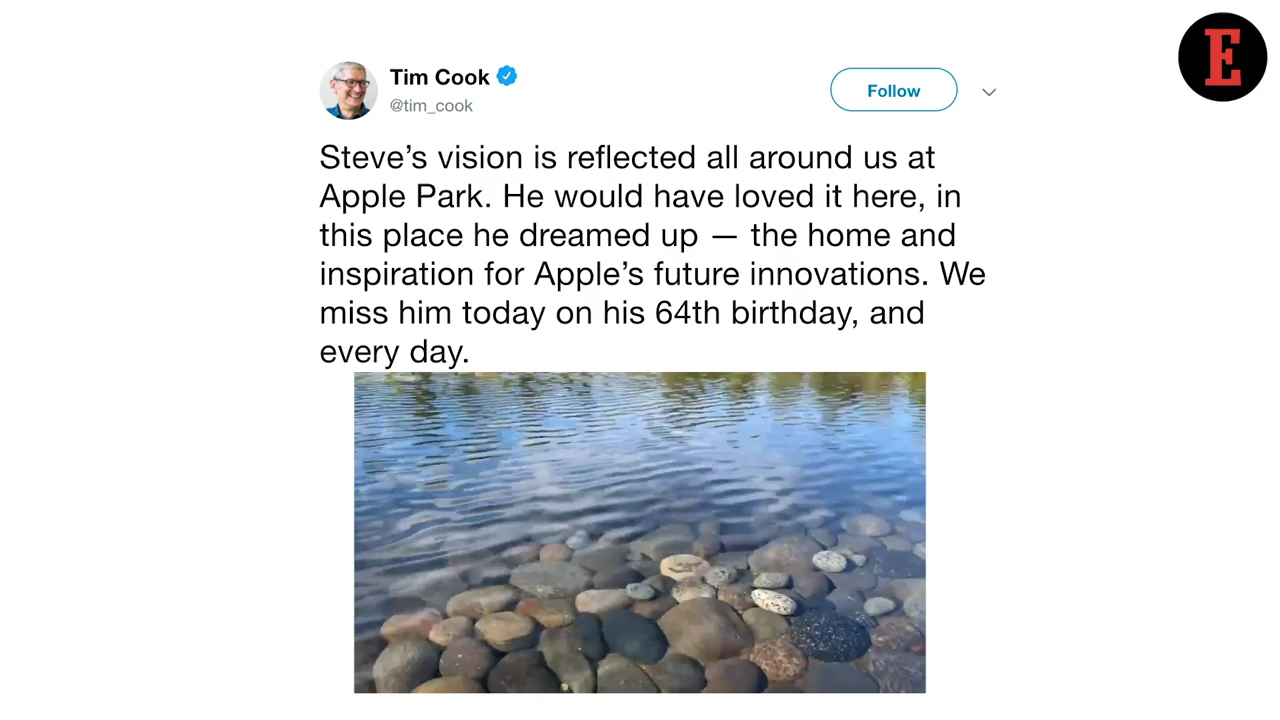 Tim Cook
@tim_cook
Follow
Steve’s vision is reflected all around us at
Apple Park. He would have loved it here, in
this place he dreamed up — the home and
inspiration for Apple’s future innovations. We
miss him today on his 64th birthday, and
every day.
E